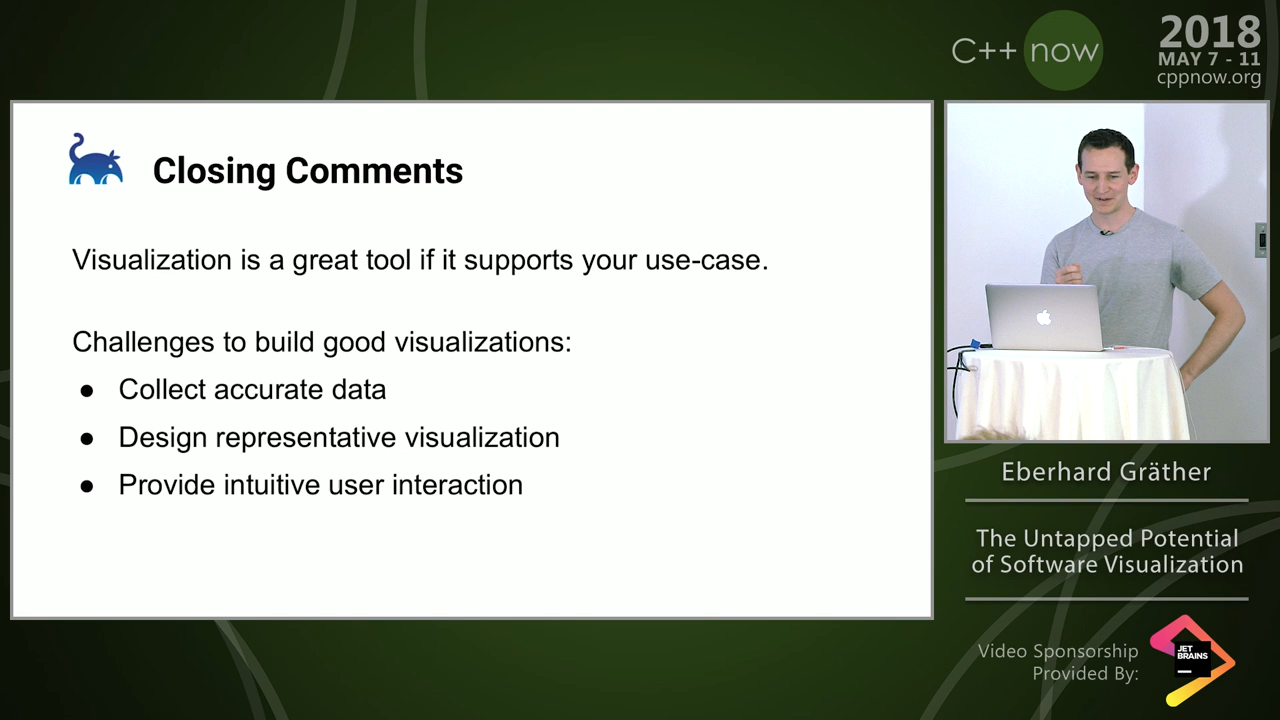 C++ now
2018
MAY 7 - 11
cppnow.org
Closing Comments
Visualization is a great tool if it supports your use-case.
Challenges to build good visualizations:
● Collect accurate data
● Design representative visualization
● Provide intuitive user interaction
Eberhard Gräther
The Untapped Potential
of Software Visualization
Video Sponsorship
Provided By:
JET
BRAINS